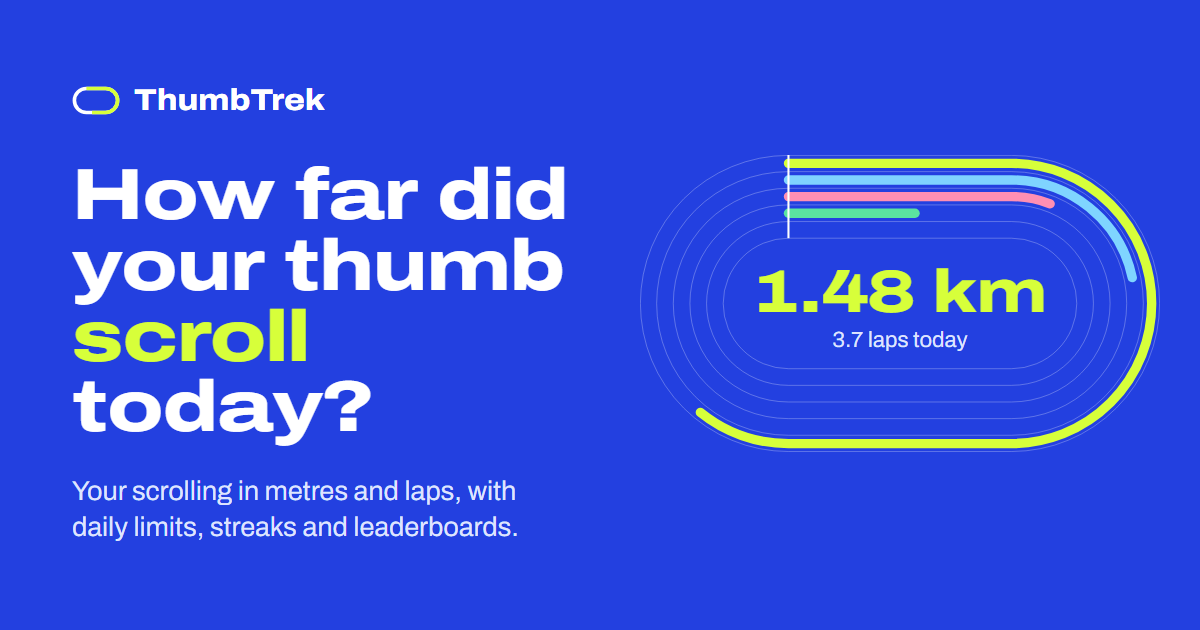 ThumbTrek
How far did
your thumb
scroll
today?
Your scrolling in metres and laps, with
daily limits, streaks and leaderboards.
1.48 km
3.7 laps today